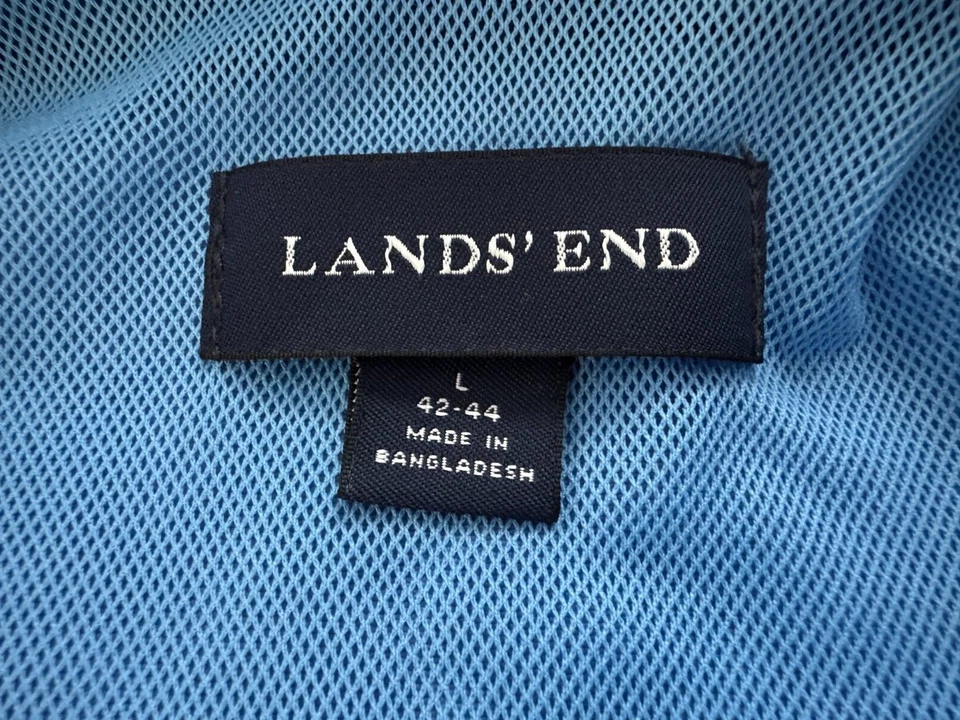 LANDS' END
L
42-44
MADE IN
BANGLADESH